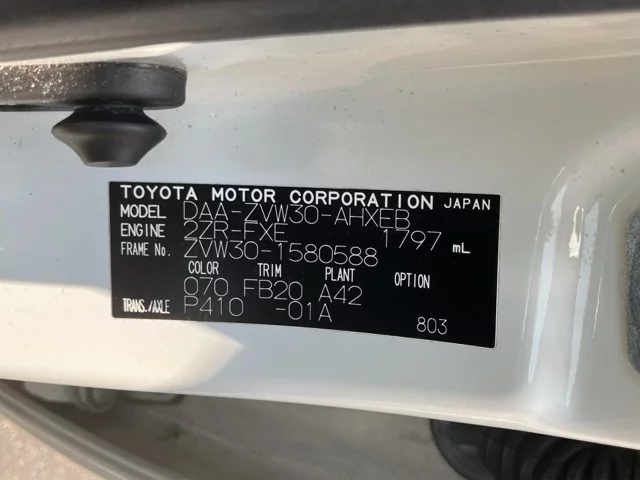 TOYOTA MOTOR CORPORATION JAPAN
MODEL DAA-ZVW30-AHXEB
ENGINE 2ZR-FXE 1797 mL
FRAME No. ZVW30-1580588
COLOR TRIM PLANT OPTION
070 FB20 A42
TRANS./AXLE P410 -01A
803